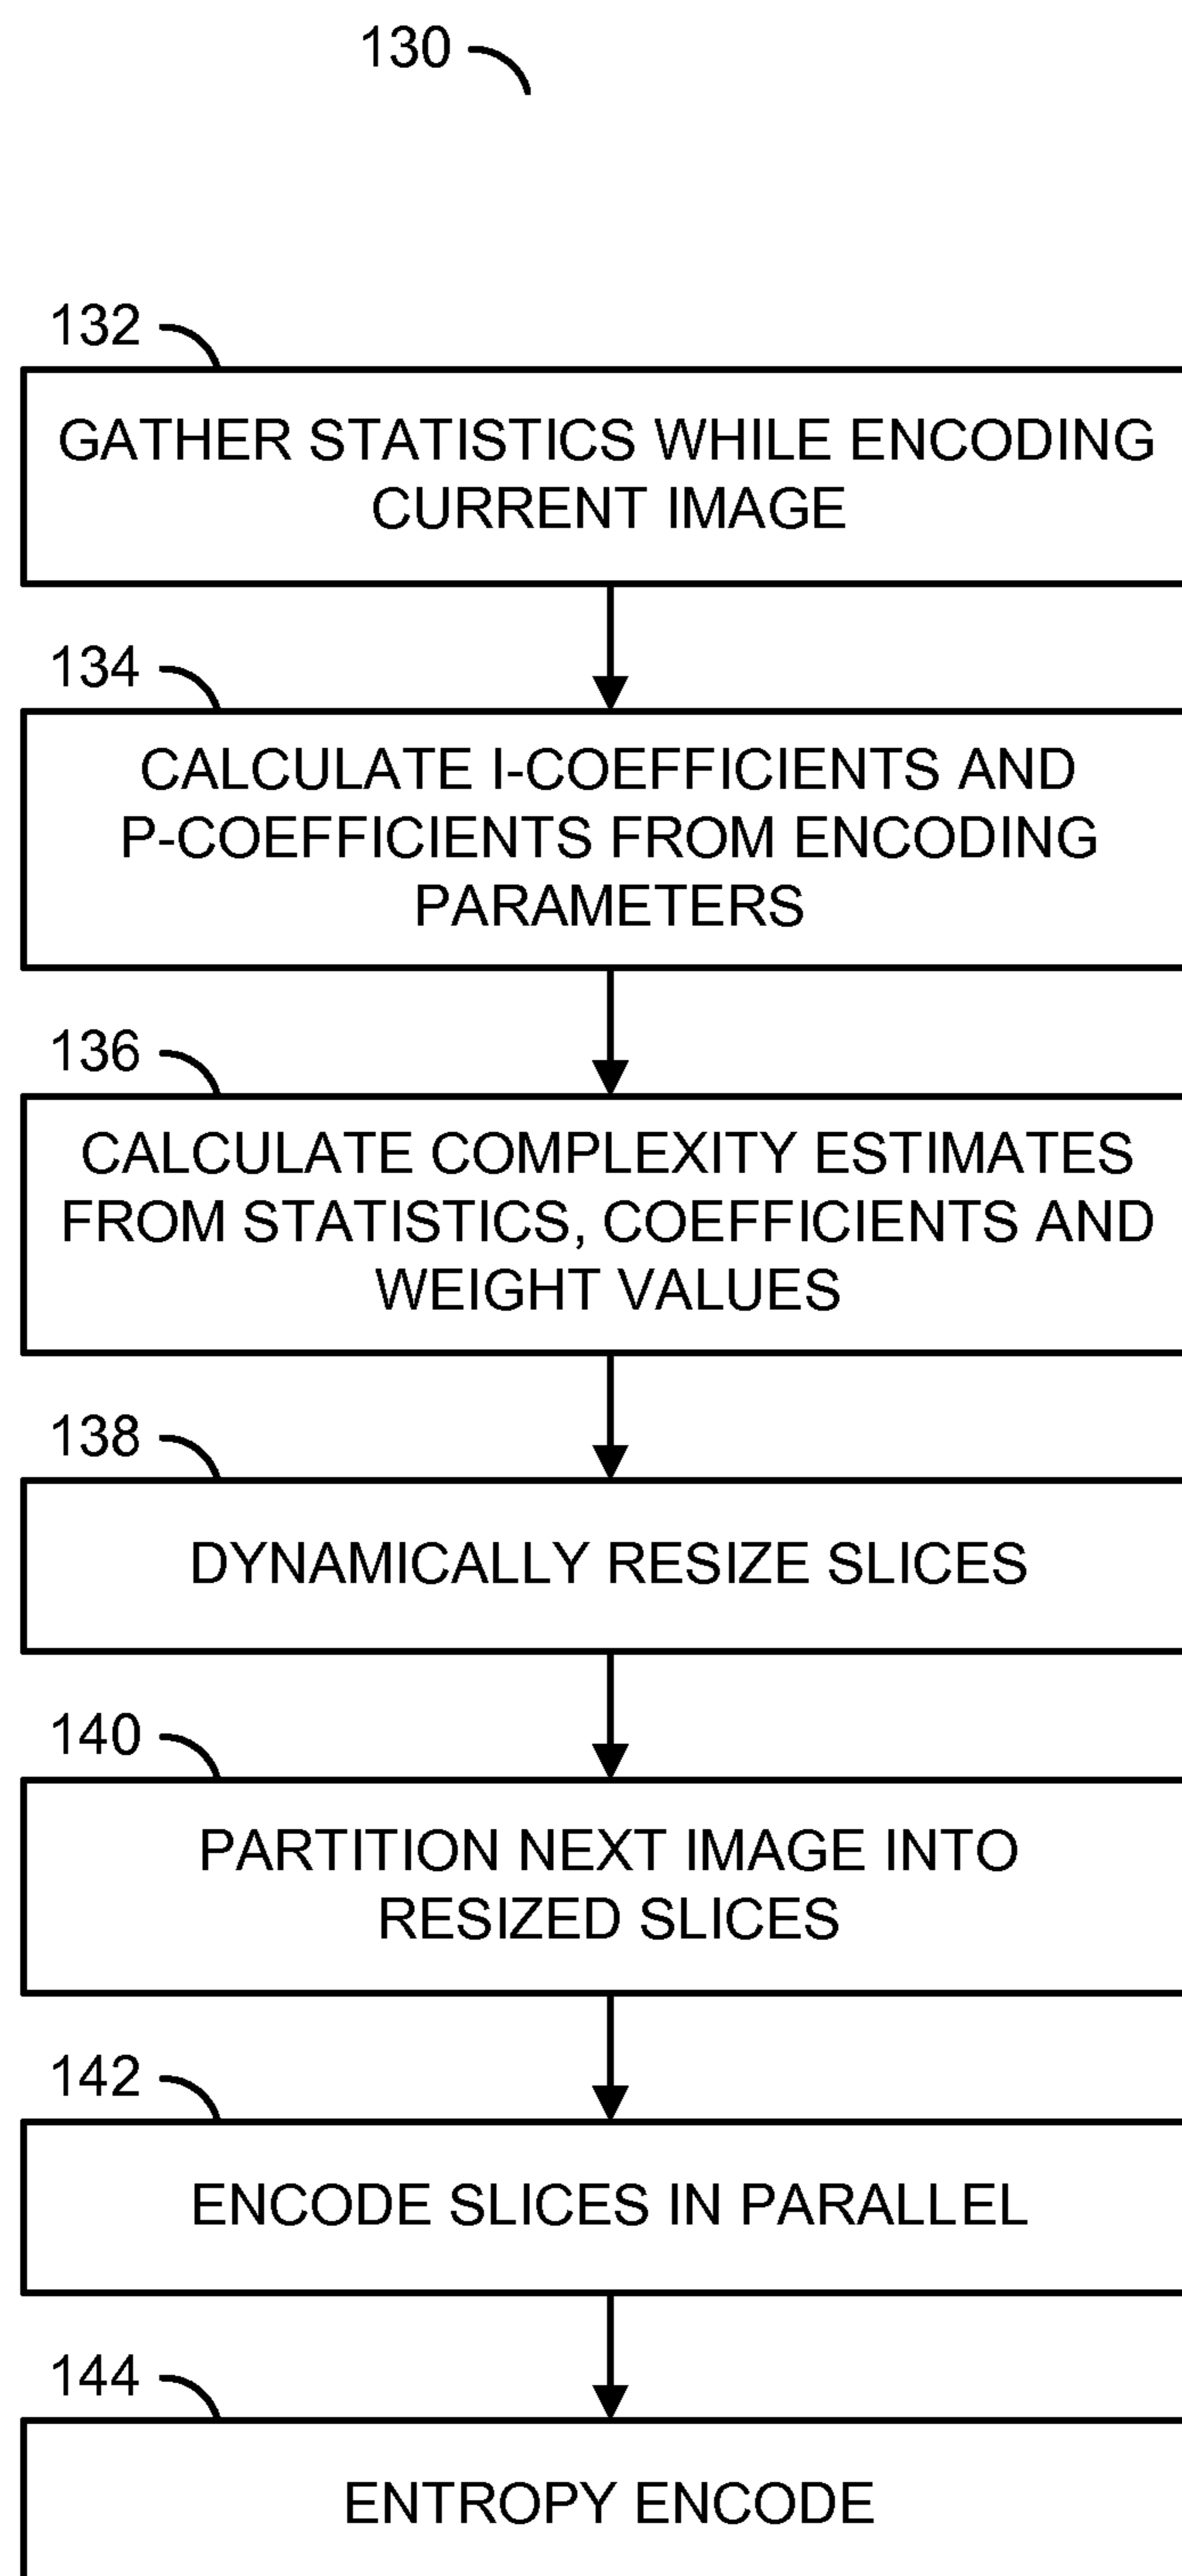 130
132
GATHER STATISTICS WHILE ENCODING
CURRENT IMAGE
134
CALCULATE I-COEFFICIENTS AND
P-COEFFICIENTS FROM ENCODING
PARAMETERS
136
CALCULATE COMPLEXITY ESTIMATES
FROM STATISTICS, COEFFICIENTS AND
WEIGHT VALUES
138
DYNAMICALLY RESIZE SLICES
140
PARTITION NEXT IMAGE INTO
RESIZED SLICES
142
ENCODE SLICES IN PARALLEL
144
ENTROPY ENCODE